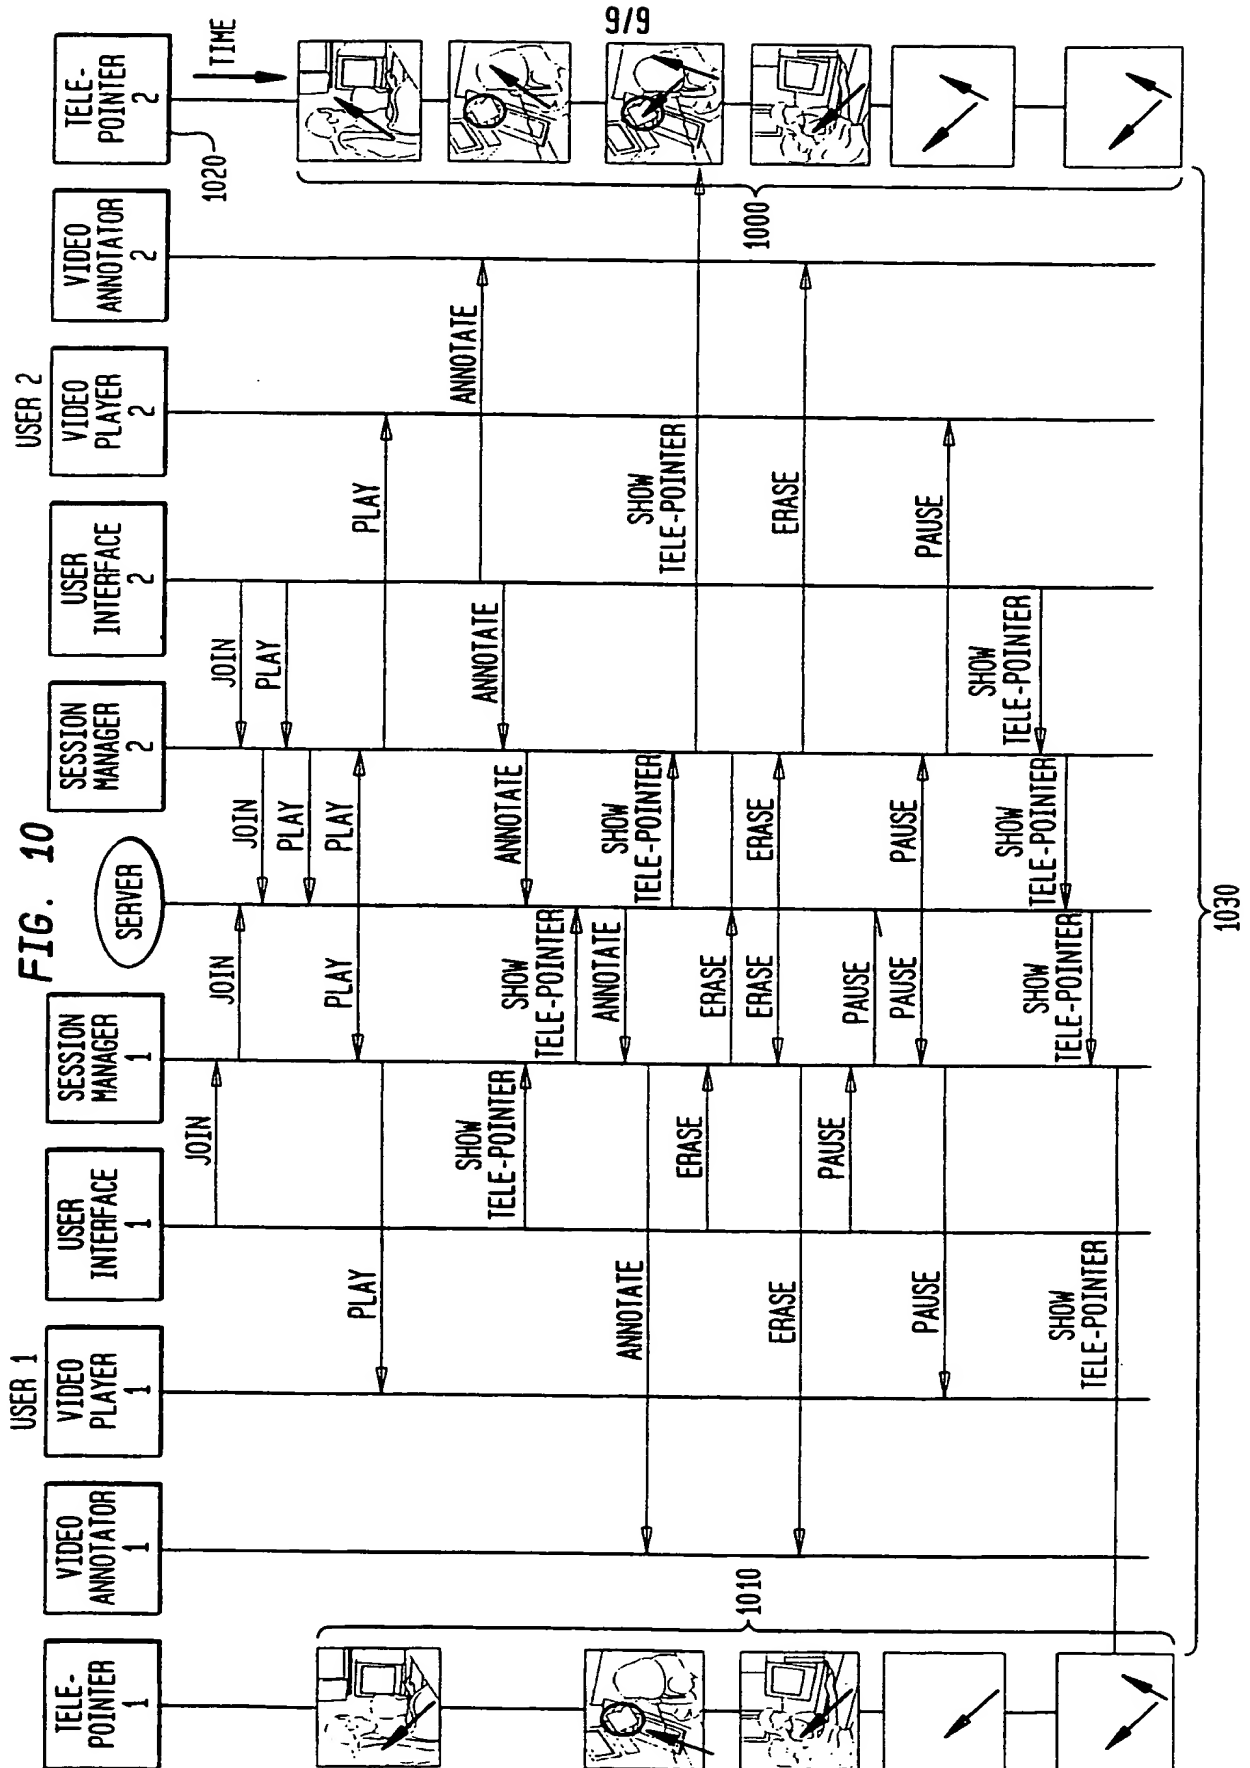 9/9
FIG. 10
USER 1
USER 2
TELE-
POINTER
1
VIDEO
ANNOTATOR
1
VIDEO
PLAYER
1
USER
INTERFACE
1
SESSION
MANAGER
1
SERVER
SESSION
MANAGER
2
USER
INTERFACE
2
VIDEO
PLAYER
2
VIDEO
ANNOTATOR
2
TELE-
POINTER
2
1020
TIME
JOIN
JOIN
JOIN
JOIN
PLAY
PLAY
PLAY
PLAY
PLAY
PLAY
ANNOTATE
ANNOTATE
ANNOTATE
SHOW
TELE-POINTER
SHOW
TELE-POINTER
ANNOTATE
ANNOTATE
SHOW
TELE-POINTER
SHOW
TELE-POINTER
ERASE
ERASE
ERASE
ERASE
ERASE
ERASE
PAUSE
PAUSE
PAUSE
PAUSE
PAUSE
PAUSE
SHOW
TELE-POINTER
SHOW
TELE-POINTER
SHOW
TELE-POINTER
SHOW
TELE-POINTER
1010
1000
1030